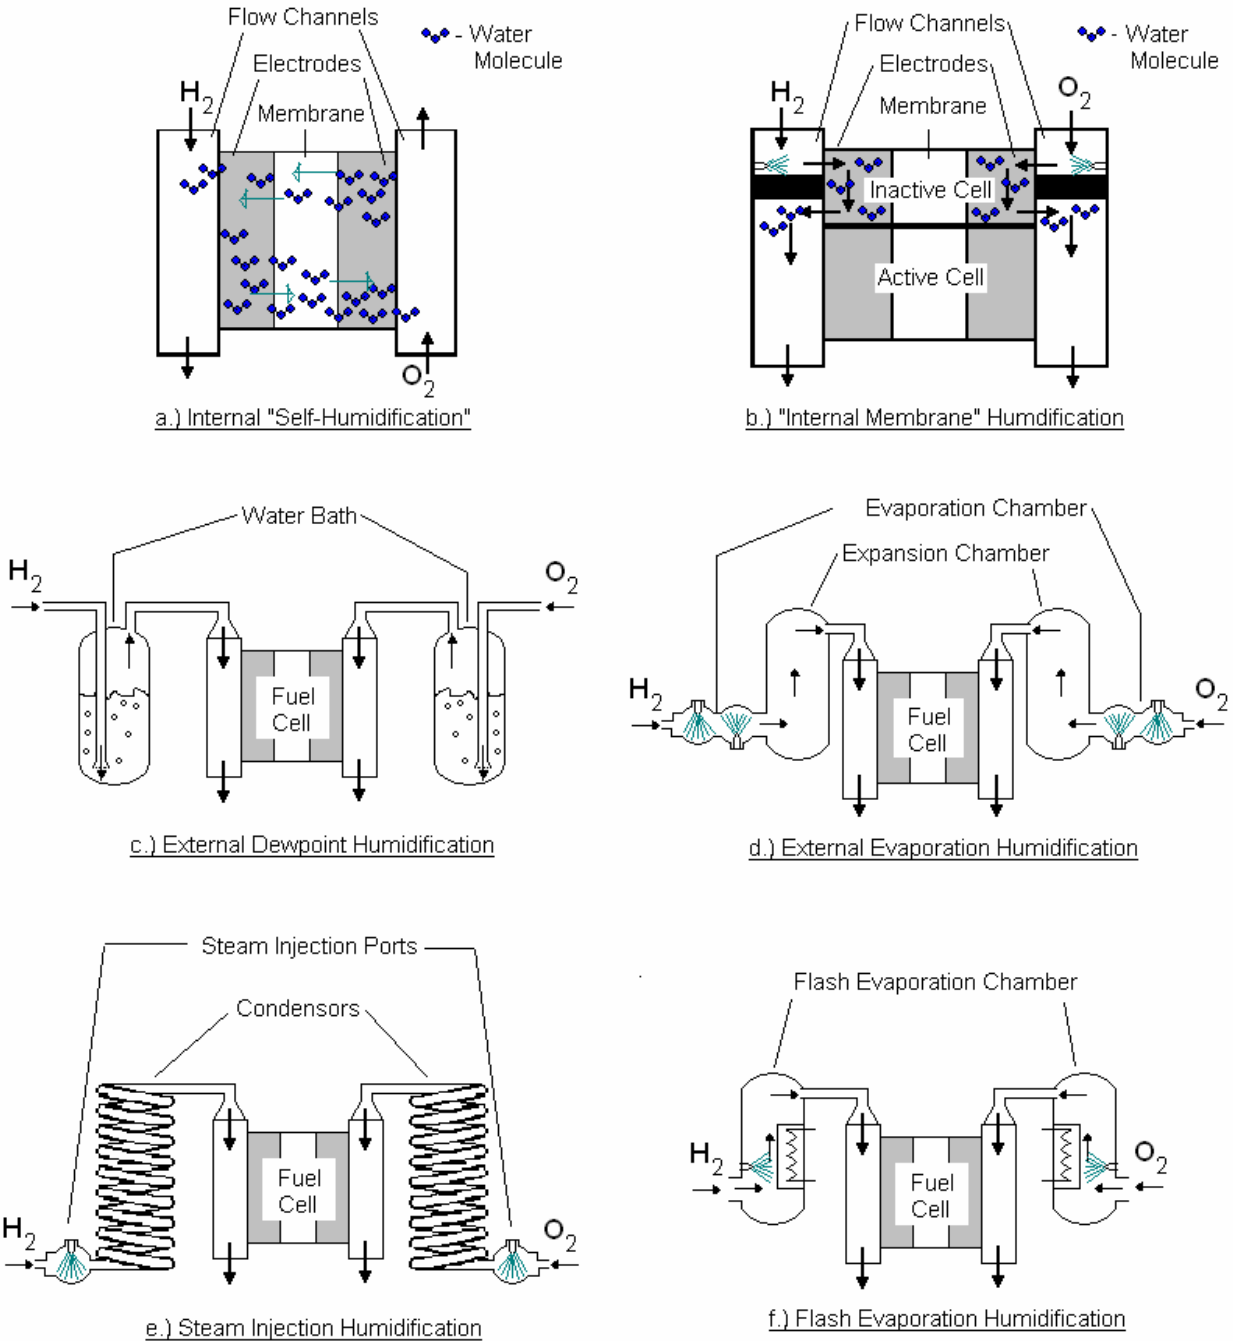 Flow Channels
- Water
Molecule
Electrodes
H2
Membrane
O2
a.) Internal "Self-Humidification"
Flow Channels
- Water
Molecule
Electrodes
H2
O2
Membrane
Inactive Cell
Active Cell
b.) "Internal Membrane" Humdification
Water Bath
H2
O2
Fuel
Cell
c.) External Dewpoint Humidification
Evaporation Chamber
Expansion Chamber
H2
O2
Fuel
Cell
d.) External Evaporation Humidification
Steam Injection Ports
Condensors
Fuel
Cell
H2
O2
e.) Steam Injection Humidification
Flash Evaporation Chamber
H2
O2
Fuel
Cell
f.) Flash Evaporation Humidification